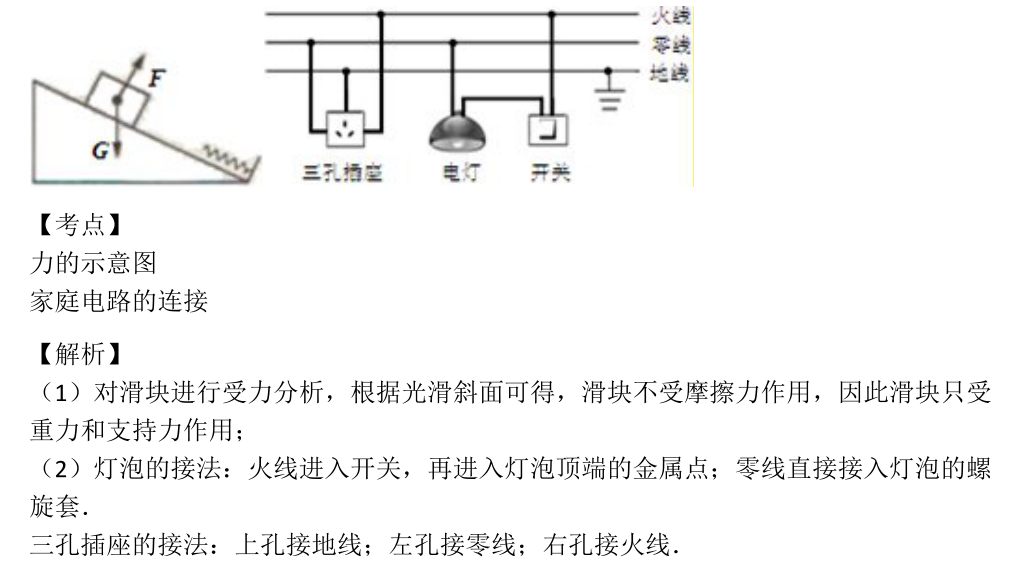 火线
零线
地线
F
G
三孔插座
电灯
开关
【考点】
力的示意图
家庭电路的连接
【解析】
（1）对滑块进行受力分析，根据光滑斜面可得，滑块不受摩擦力作用，因此滑块只受
重力和支持力作用；
（2）灯泡的接法：火线进入开关，再进入灯泡顶端的金属点；零线直接接入灯泡的螺
旋套．
三孔插座的接法：上孔接地线；左孔接零线；右孔接火线．